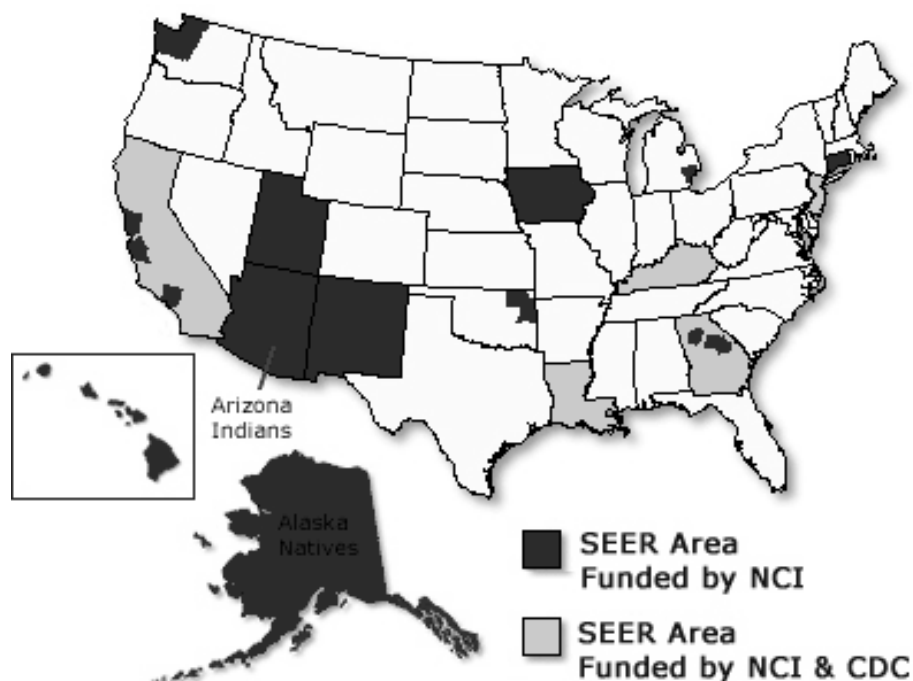 Arizona
Indians
Alaska
Natives
SEER Area
Funded by NCI
SEER Area
Funded by NCI & CDC